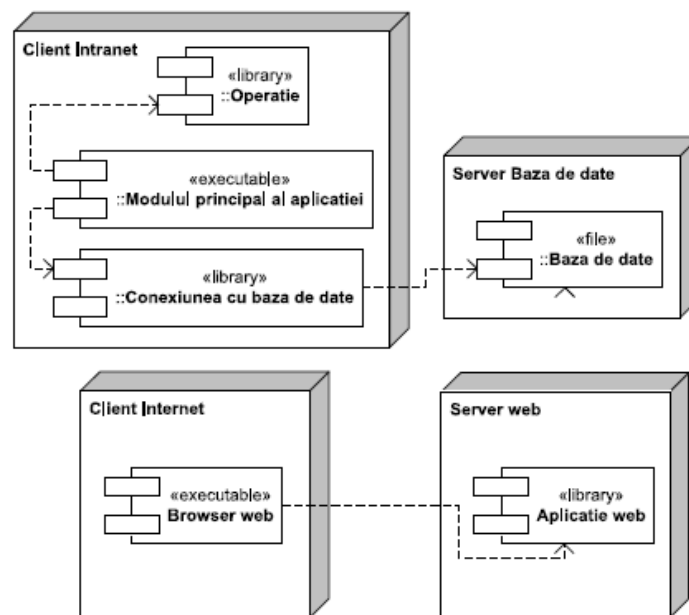 Client Intranet
«library»
::Operatie
«executable»
::Modulul principal al aplicatiei
«library»
::Conexiunea cu baza de date
Server Baza de date
«file»
::Baza de date
Client Internet
«executable»
Browser web
Server web
«library»
Aplicatie web